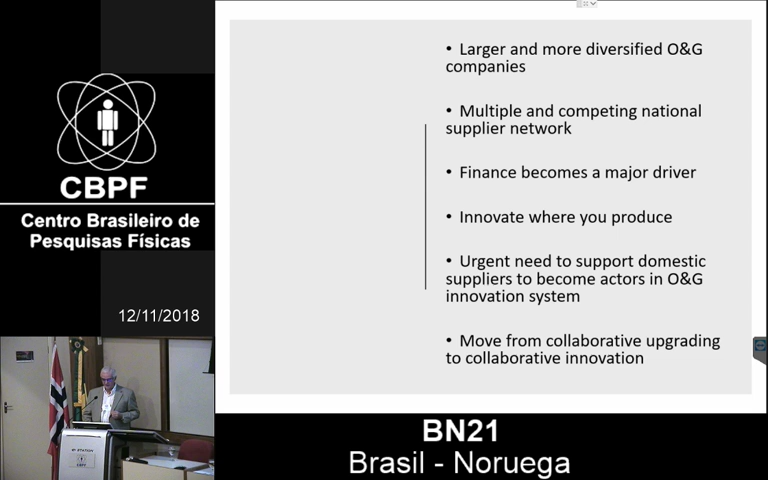 • Larger and more diversified O&G
companies
• Multiple and competing national
supplier network
• Finance becomes a major driver
• Innovate where you produce
• Urgent need to support domestic
suppliers to become actors in O&G
innovation system
• Move from collaborative upgrading
to collaborative innovation
CBPF
Centro Brasileiro de
Pesquisas Físicas
12/11/2018
CBPF
BN21
Brasil - Noruega